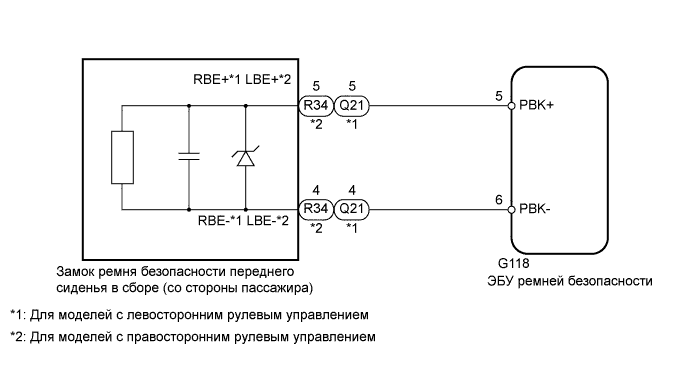 RBE+*1 LBE+*2
5 5
R34 Q21
*2 *1
5
PBK+
4 4
RBE-*1 LBE-*2
R34 Q21
*2 *1
6
PBK-
G118
Замок ремня безопасности переднего
сиденья в сборе (со стороны пассажира)
ЭБУ ремней безопасности
*1: Для моделей с левосторонним рулевым управлением
*2: Для моделей с правосторонним рулевым управлением